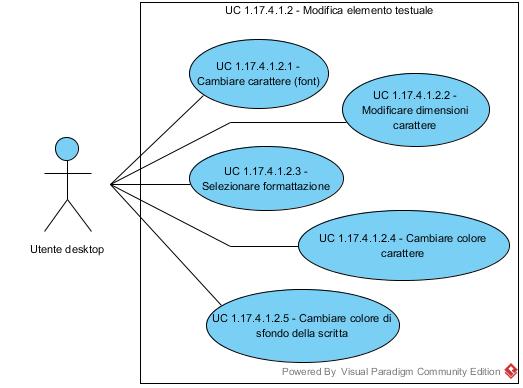 UC 1.17.4.1.2 - Modifica elemento testuale
UC 1.17.4.1.2.1 -
Cambiare carattere (font)
UC 1.17.4.1.2.2 -
Modificare dimensioni
carattere
UC 1.17.4.1.2.3 -
Selezionare formattazione
Utente desktop
UC 1.17.4.1.2.4 - Cambiare colore
carattere
UC 1.17.4.1.2.5 - Cambiare colore di
sfondo della scritta
Powered By Visual Paradigm Community Edition